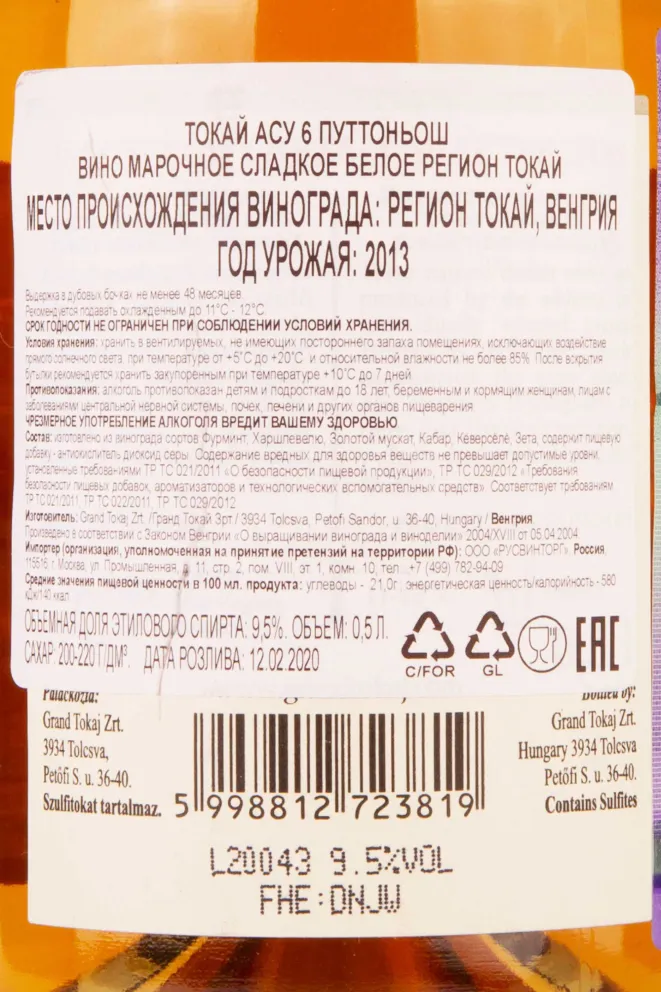 ТОКАЙ АСУ 6 ПУТТОНЬОШ
ВИНО МАРОЧНОЕ СЛАДКОЕ БЕЛОЕ РЕГИОН ТОКАЙ
МЕСТО ПРОИСХОЖДЕНИЯ ВИНОГРАДА: РЕГИОН ТОКАЙ, ВЕНГРИЯ
ГОД УРОЖАЯ: 2013
Выдержка в дубовых бочках не менее 48 месяцев
Рекомендуется подавать охлажденным до 11°С - 12°С.
СРОК ГОДНОСТИ НЕ ОГРАНИЧЕН ПРИ СОБЛЮДЕНИИ УСЛОВИЙ ХРАНЕНИЯ.
Условия хранения: хранить в вентилируемых, не имеющих постороннего запаха помещениях, исключающих воздействие
прямого солнечного света, при температуре от +5°С до +20°С и относительной влажности не более 85%. После вскрытия
бутылки рекомендуется хранить закупоренным при температуре +10°С до 7 дней.
Противопоказания: алкоголь противопоказан детям и подросткам до 18 лет, беременным и кормящим женщинам, лицам с
заболеваниями центральной нервной системы, почек, печени и других органов пищеварения.
ЧРЕЗМЕРНОЕ УПОТРЕБЛЕНИЕ АЛКОГОЛЯ ВРЕДИТ ВАШЕМУ ЗДОРОВЬЮ
Состав: изготовлено из винограда сортов Фурминт, Харшлевелю, Золотой мускат, Кабар, Кевeрсёлё, Зета, содержит пищевую
добавку - антиокислитель диоксид серы. Содержание вредных для здоровья веществ не превышает допустимые уровни,
установленные требованиями ТР ТС 021/2011 «О безопасности пищевой продукции», ТР ТС 029/2012 «Требования
безопасности пищевых добавок, ароматизаторов и технологических вспомогательных средств». Соответствует требованиям
ТР ТС 021/2011, ТР ТС 022/2011, ТР ТС 029/2012
Изготовитель: Grand Tokaj Zrt. /Гранд Токай Зрт./ 3934 Tolcsva, Petofi Sandor, u. 36-40, Hungary / Венгрия.
Произведено в соответствии с Законом Венгрии «О выращивании винограда и виноделии» 2004/XVIII от 05.04.2004
Импортер (организация, уполномоченная на принятие претензий на территории РФ): ООО «РУСВИНТОРГ», Россия,
115516, г. Москва, ул. Промышленная, д. 11, стр. 2, пом. VIII, эт. 1, комн. 10, тел.: +7 (499) 782-94-09
Средние значения пищевой ценности в 100 мл. продукта: углеводы - 21,0г, энергетическая ценность/калорийность - 580
кДж/140 ккал
ОБЪЕМНАЯ ДОЛЯ ЭТИЛОВОГО СПИРТА: 9,5%. ОБЪЕМ: 0,5 Л.
САХАР: 200-220 Г/ДМ³. ДАТА РОЗЛИВА: 12.02.2020
C/FOR GL EAC
Palackozta: Bottled by:
Grand Tokaj Zrt. Grand Tokaj Zrt.
3934 Tolcsva, Hungary 3934 Tolcsva
Petőfi S. u. 36-40. Petőfi S. u. 36-40.
Szulfitokat tartalmaz. Contains Sulfites
5 998812 723819
L20043 9.5%VOL
FHE:DNJW